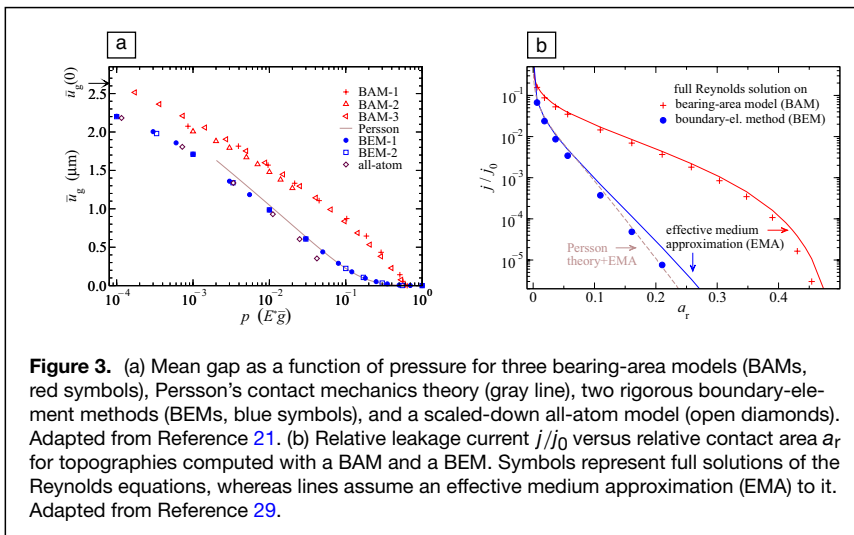 a
ū_g(0)
2.5
2.0
1.5
1.0
0.5
0.0
ū_g (μm)
10⁻⁴
10⁻³
10⁻²
10⁻¹
10⁰
p (E*ḡ)
BAM-1
BAM-2
BAM-3
Persson
BEM-1
BEM-2
all-atom
b
full Reynolds solution on
bearing-area model (BAM)
boundary-el. method (BEM)
10⁻¹
10⁻²
10⁻³
10⁻⁴
10⁻⁵
j / j₀
effective medium
approximation (EMA)
Persson
theory+EMA
0
0.1
0.2
0.3
0.4
a_r
Figure 3. (a) Mean gap as a function of pressure for three bearing-area models (BAMs,
red symbols), Persson’s contact mechanics theory (gray line), two rigorous boundary-ele-
ment methods (BEMs, blue symbols), and a scaled-down all-atom model (open diamonds).
Adapted from Reference 21. (b) Relative leakage current j/j₀ versus relative contact area a_r
for topographies computed with a BAM and a BEM. Symbols represent full solutions of the
Reynolds equations, whereas lines assume an effective medium approximation (EMA) to it.
Adapted from Reference 29.